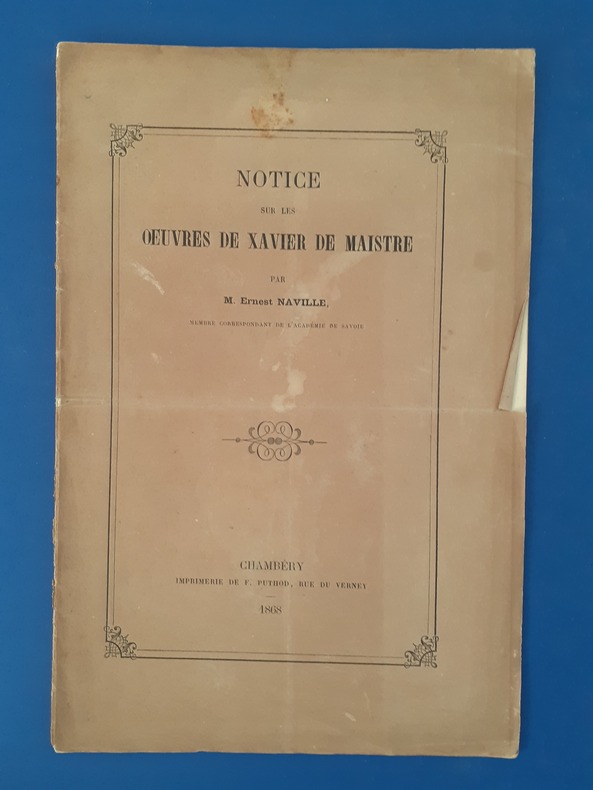 NOTICE
SUR LES
OEUVRES DE XAVIER DE MAISTRE
PAR
M. Ernest NAVILLE,
MEMBRE CORRESPONDANT DE L'ACADÉMIE DE SAVOIE
CHAMBÉRY
IMPRIMERIE DE F. PUTHOD, RUE DU VERNEY
1868